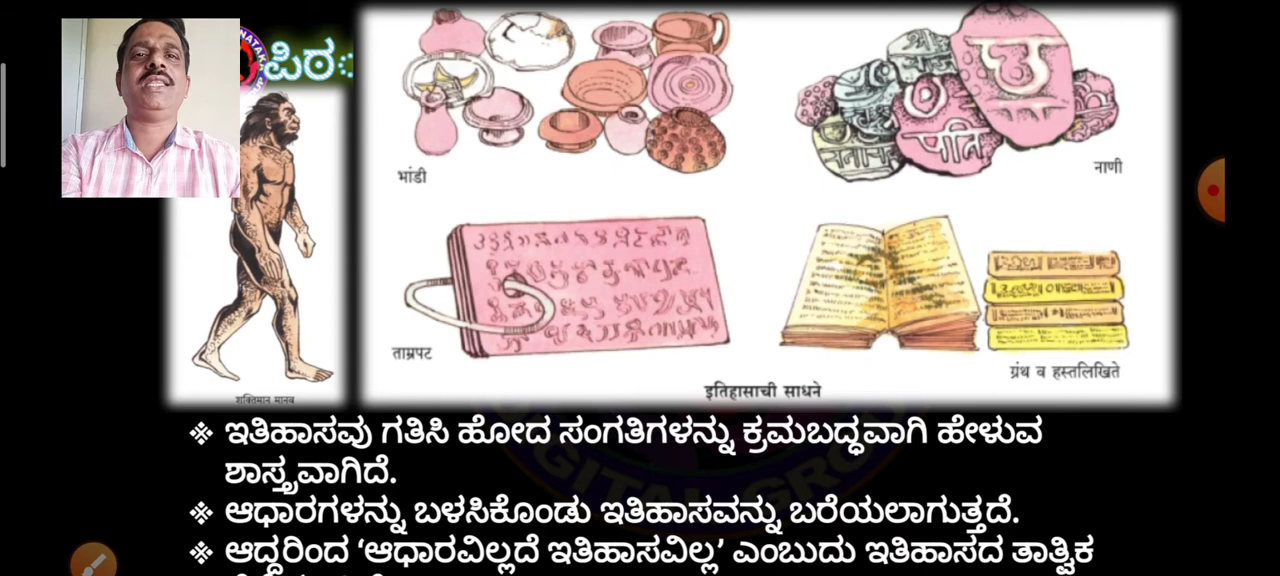 ಪಿಠ
भांडी
नाणी
ताम्रपट
ग्रंथ व हस्तलिखिते
शक्तिमान मानव
इतिहासाची साधने
❖ ಇತಿಹಾಸವು ಗತಿಸಿ ಹೋದ ಸಂಗತಿಗಳನ್ನು ಕ್ರಮಬದ್ಧವಾಗಿ ಹೇಳುವ
ಶಾಸ್ತ್ರವಾಗಿದೆ.
❖ ಆಧಾರಗಳನ್ನು ಬಳಸಿಕೊಂಡು ಇತಿಹಾಸವನ್ನು ಬರೆಯಲಾಗುತ್ತದೆ.
❖ ಆದ್ದರಿಂದ ‘ಆಧಾರವಿಲ್ಲದೆ ಇತಿಹಾಸವಿಲ್ಲ’ ಎಂಬುದು ಇತಿಹಾಸದ ತಾತ್ವಿಕ